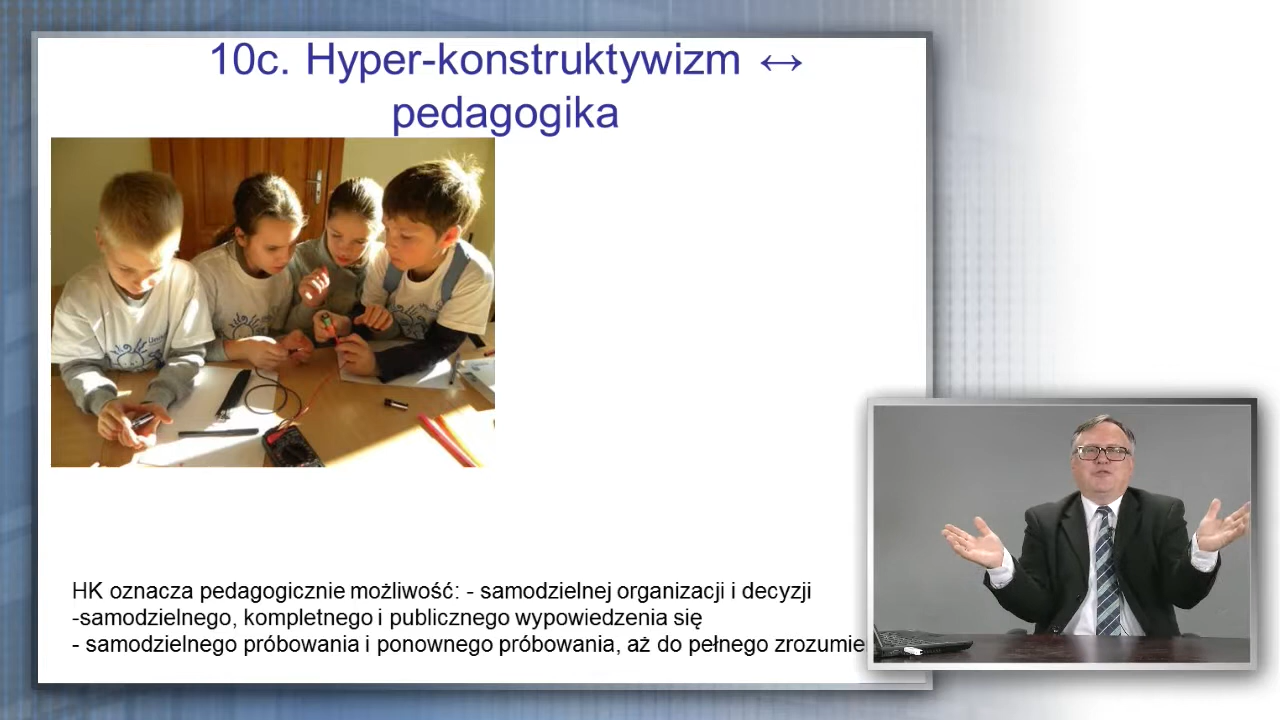 10c. Hyper-konstruktywizm ↔
pedagogika
HK oznacza pedagogicznie możliwość: - samodzielnej organizacji i decyzji
-samodzielnego, kompletnego i publicznego wypowiedzenia się
- samodzielnego próbowania i ponownego próbowania, aż do pełnego zrozumie